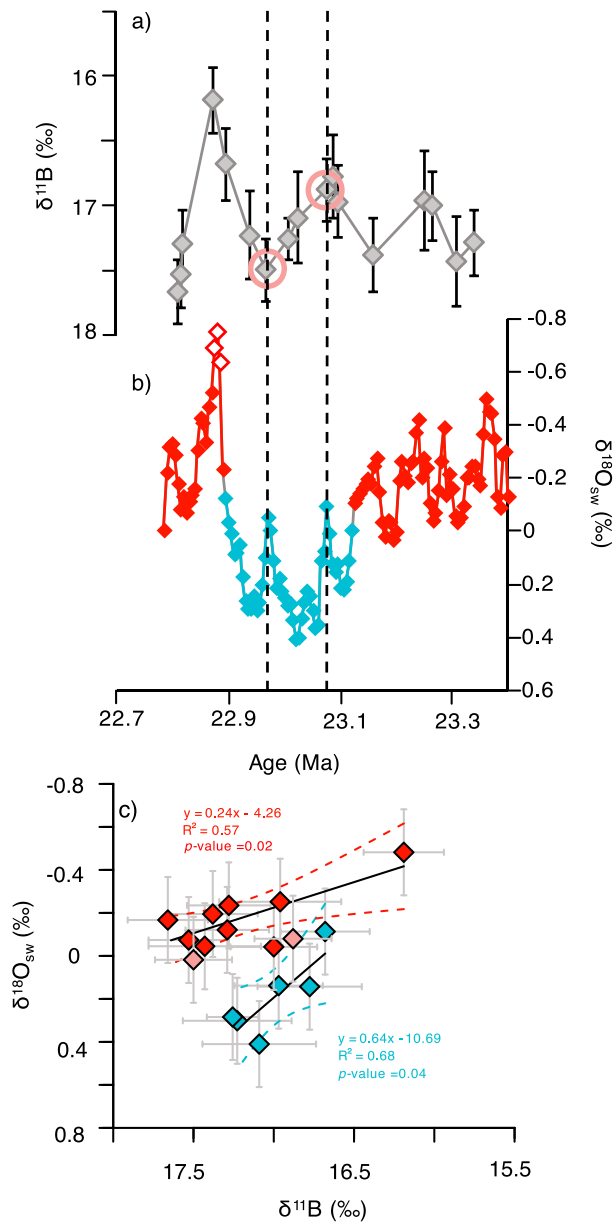 a)
16
17
18
δ11B (‰)
b)
-0.8
-0.6
-0.4
-0.2
0
0.2
0.4
0.6
δ18Osw (‰)
22.7
22.9
23.1
23.3
Age (Ma)
c)
-0.8
-0.4
0
0.4
0.8
δ18Osw (‰)
y = 0.24x - 4.26
R2 = 0.57
p-value =0.02
y = 0.64x - 10.69
R2 = 0.68
p-value =0.04
17.5
16.5
15.5
δ11B (‰)